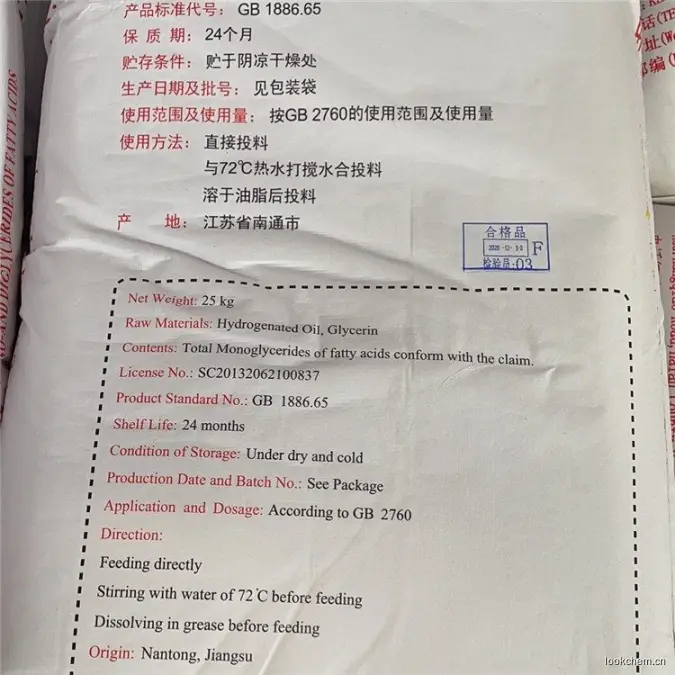 产品标准代号： GB 1886.65
保 质 期： 24个月
贮存条件： 贮于阴凉干燥处
生产日期及批号： 见包装袋
使用范围及使用量： 按GB 2760的使用范围及使用量
使用方法： 直接投料
与72℃热水打搅水合投料
溶于油脂后投料
产 地： 江苏省南通市
合格品
F
检验员:03
Net Weight: 25 kg
Raw Materials: Hydrogenated Oil, Glycerin
Contents: Total Monoglycerides of fatty acids conform with the claim.
License No.: SC20132062100837
Product Standard No.: GB 1886.65
Shelf Life: 24 months
Condition of Storage: Under dry and cold
Production Date and Batch No.: See Package
Application and Dosage: According to GB 2760
Direction:
Feeding directly
Stirring with water of 72℃ before feeding
Dissolving in grease before feeding
Origin: Nantong, Jiangsu
OF FATTY ACIDS
lookchem.cn